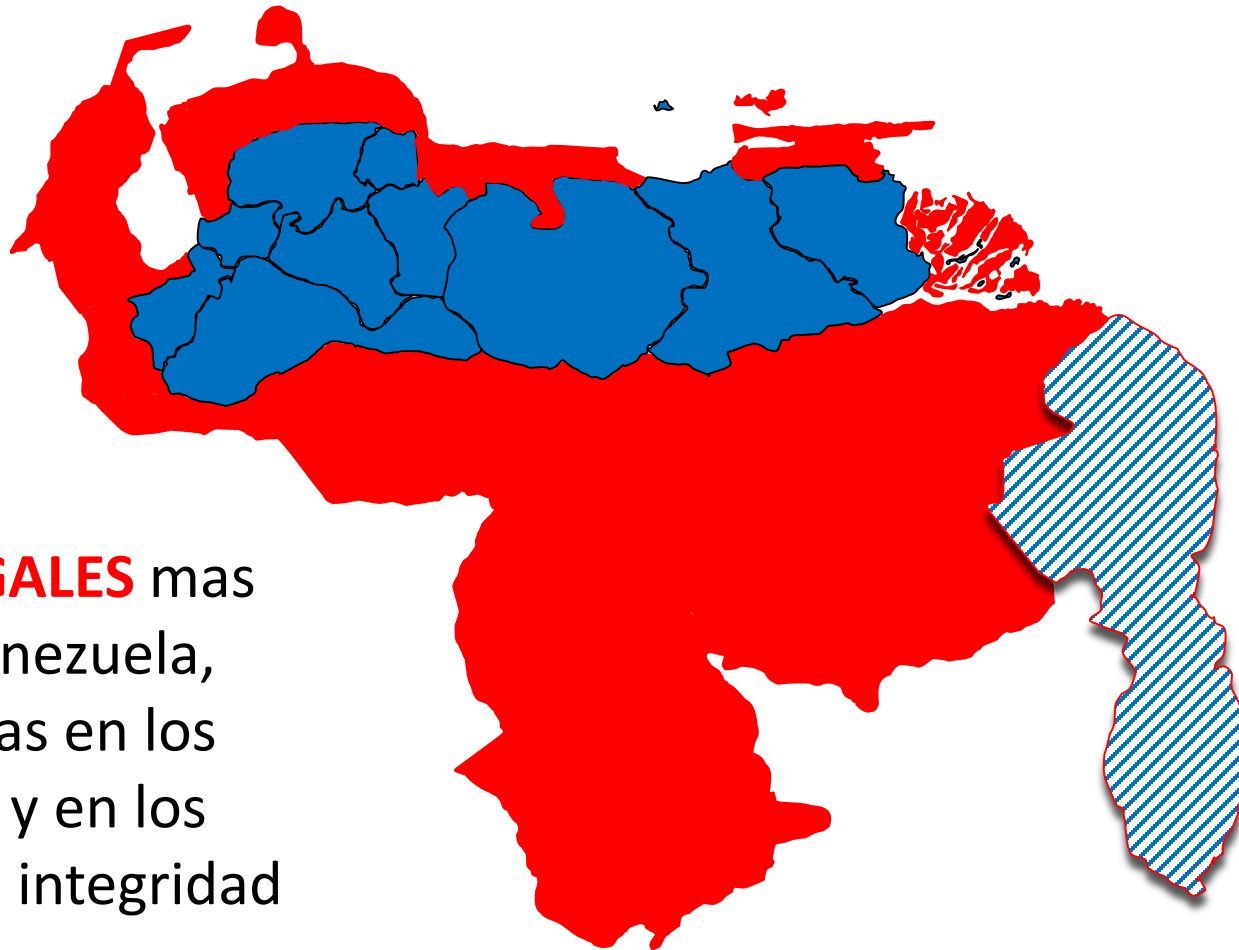 GALES mas
nezuela,
as en los
y en los
integridad